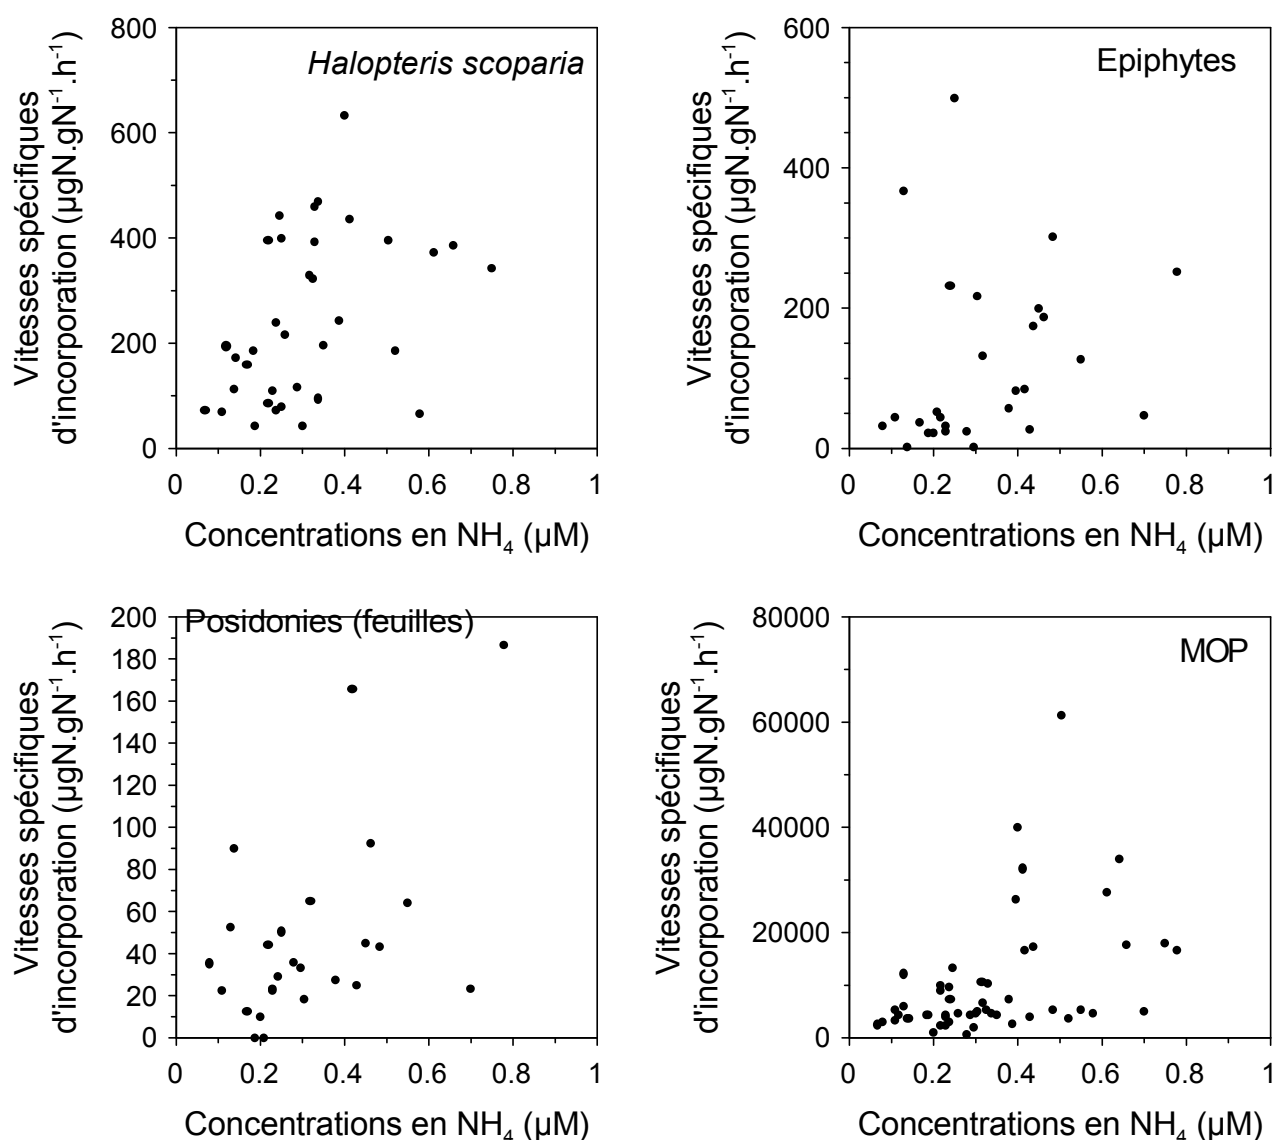 Vitesses spécifiques
d'incorporation (µgN.gN⁻¹.h⁻¹)
800
600
400
200
0
Halopteris scoparia
0 0.2 0.4 0.6 0.8 1
Concentrations en NH₄ (µM)
Vitesses spécifiques
d'incorporation (µgN.gN⁻¹.h⁻¹)
600
400
200
0
Epiphytes
0 0.2 0.4 0.6 0.8 1
Concentrations en NH₄ (µM)
Vitesses spécifiques
d'incorporation (µgN.gN⁻¹.h⁻¹)
200
180
160
140
120
100
80
60
40
20
0
Posidonies (feuilles)
0 0.2 0.4 0.6 0.8 1
Concentrations en NH₄ (µM)
Vitesses spécifiques
d'incorporation (µgN.gN⁻¹.h⁻¹)
80000
60000
40000
20000
0
MOP
0 0.2 0.4 0.6 0.8 1
Concentrations en NH₄ (µM)